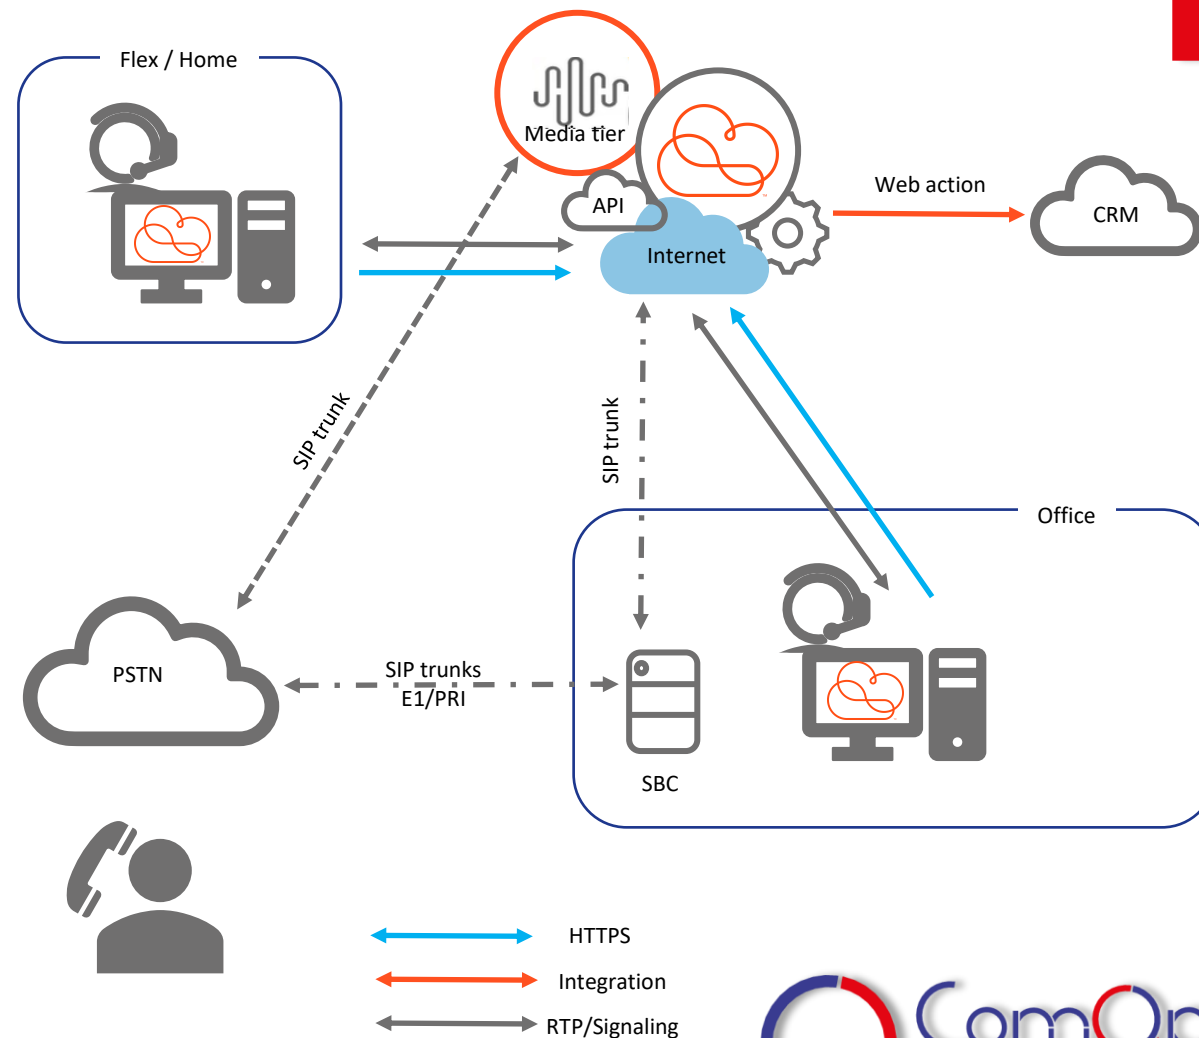 Flex / Home
Media tier
API
Internet
Web action
CRM
SIP trunk
SIP trunk
Office
PSTN
SIP trunks
E1/PRI
SBC
HTTPS
Integration
RTP/Signaling